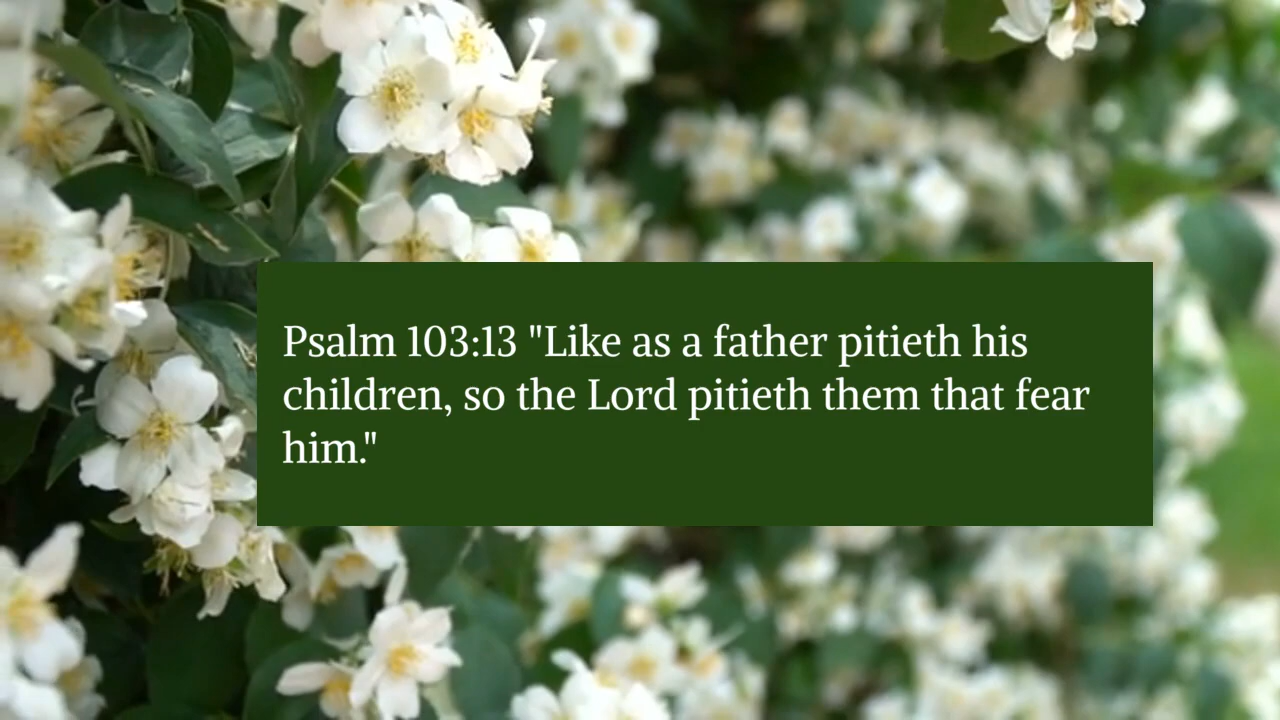 Psalm 103:13 "Like as a father pitieth his
children, so the Lord pitieth them that fear
him."